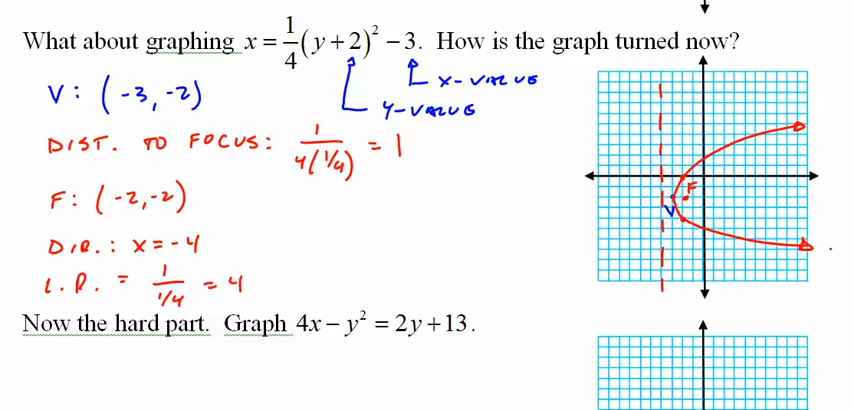 What about graphing x = 1/4 (y + 2)² − 3. How is the graph turned now?
V: (-3, -2)
X-VALUE
Y-VALUE
DIST. TO FOCUS: 1/(4(1/4)) = 1
F: (-2, -2)
DIR.: X = -4
L.R. = 1/(1/4) = 4
F
V
Now the hard part. Graph 4x − y² = 2y + 13.